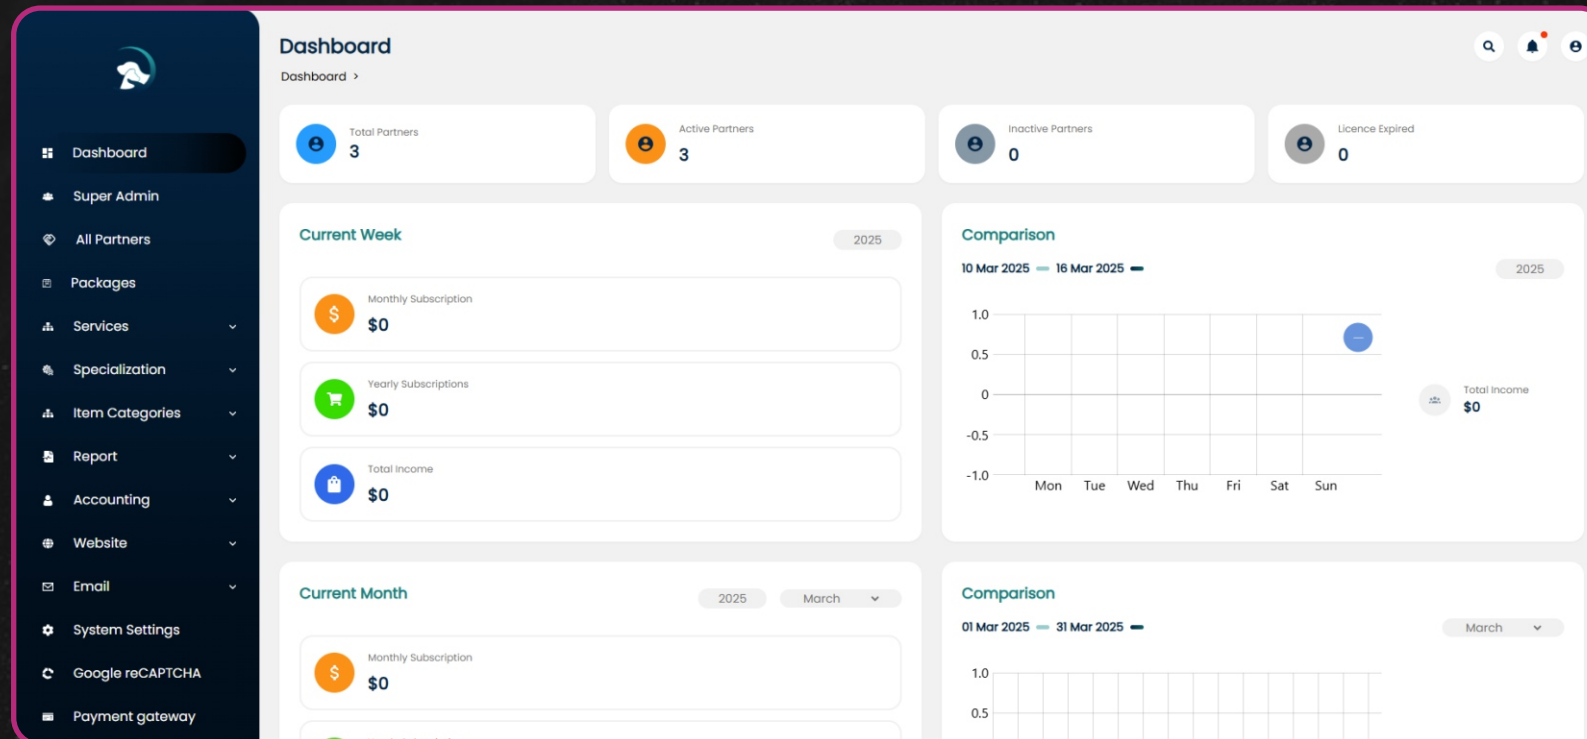 Dashboard
Dashboard >
Dashboard
Super Admin
All Partners
Packages
Services
Specialization
Item Categories
Report
Accounting
Website
Email
System Settings
Google reCAPTCHA
Payment gateway
Total Partners
3
Active Partners
3
Inactive Partners
0
Licence Expired
0
Current Week
2025
Monthly Subscription
$0
Yearly Subscriptions
$0
Total Income
$0
Comparison
10 Mar 2025 16 Mar 2025
2025
1.0
0.5
0
-0.5
-1.0
Mon Tue Wed Thu Fri Sat Sun
Total Income
$0
Current Month
2025 March
Monthly Subscription
$0
Comparison
01 Mar 2025 31 Mar 2025
March
1.0
0.5